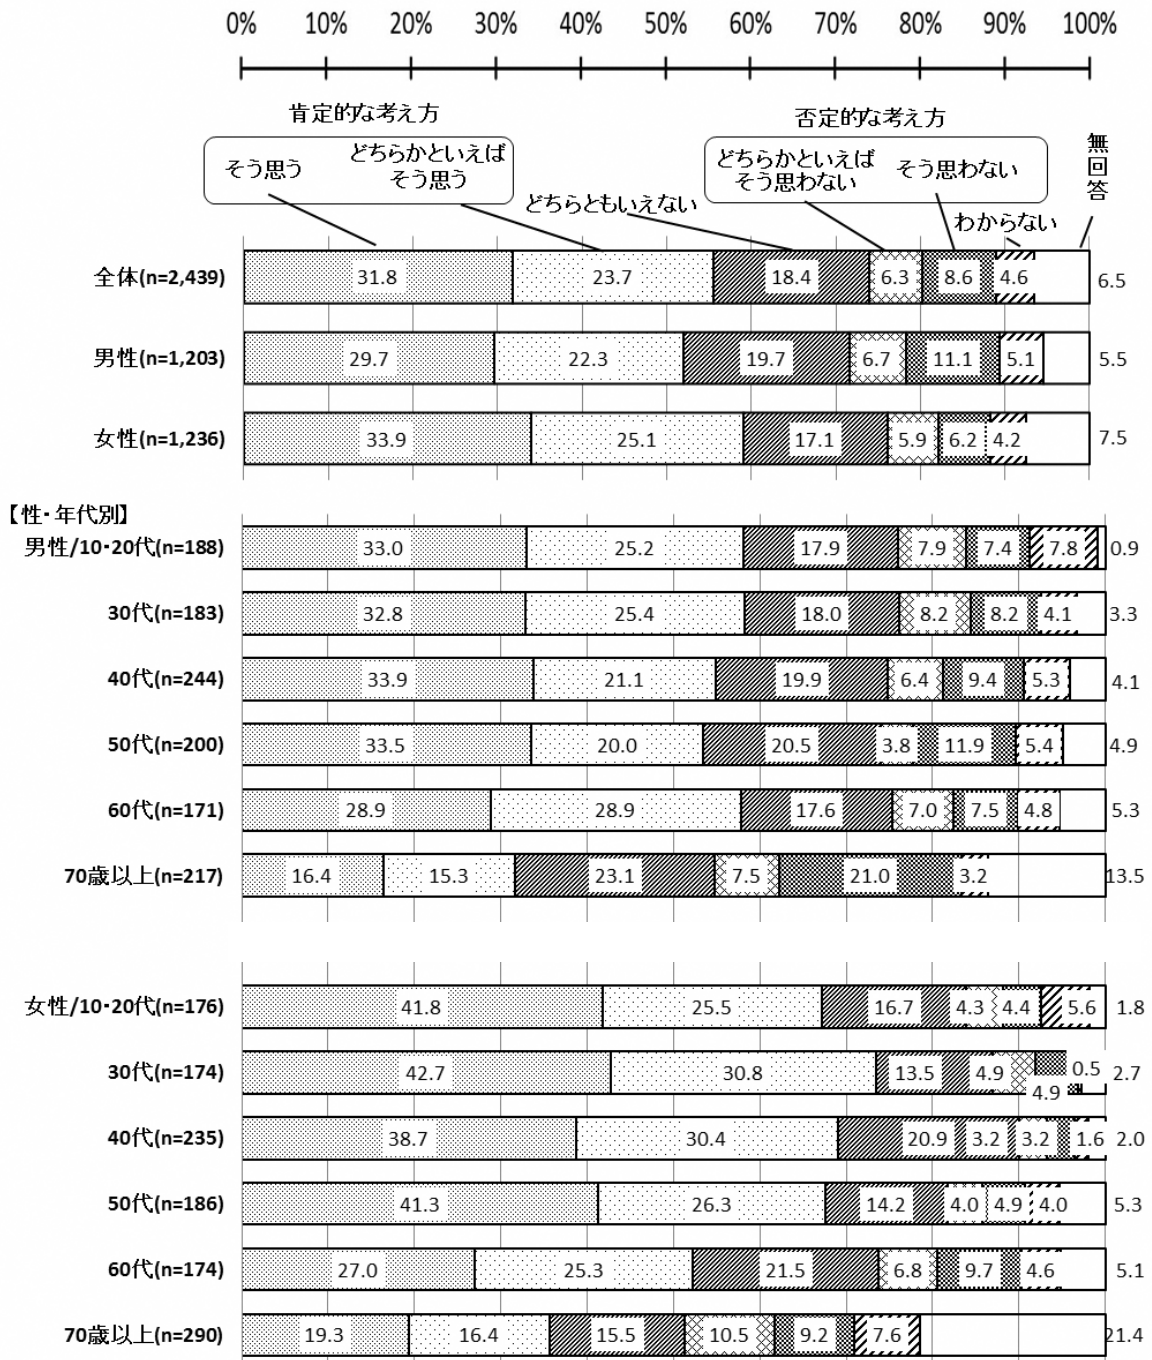 0% 10% 20% 30% 40% 50% 60% 70% 80% 90% 100%
肯定的な考え方
否定的な考え方
そう思う
どちらかといえば
そう思う
どちらともいえない
どちらかといえば
そう思わない
そう思わない
わからない
無回答
全体(n=2,439) 31.8 23.7 18.4 6.3 8.6 4.6 6.5
男性(n=1,203) 29.7 22.3 19.7 6.7 11.1 5.1 5.5
女性(n=1,236) 33.9 25.1 17.1 5.9 6.2 4.2 7.5
【性・年代別】
男性/10・20代(n=188) 33.0 25.2 17.9 7.9 7.4 7.8 0.9
30代(n=183) 32.8 25.4 18.0 8.2 8.2 4.1 3.3
40代(n=244) 33.9 21.1 19.9 6.4 9.4 5.3 4.1
50代(n=200) 33.5 20.0 20.5 3.8 11.9 5.4 4.9
60代(n=171) 28.9 28.9 17.6 7.0 7.5 4.8 5.3
70歳以上(n=217) 16.4 15.3 23.1 7.5 21.0 3.2 13.5
女性/10・20代(n=176) 41.8 25.5 16.7 4.3 4.4 5.6 1.8
30代(n=174) 42.7 30.8 13.5 4.9 4.9 0.5 2.7
40代(n=235) 38.7 30.4 20.9 3.2 3.2 1.6 2.0
50代(n=186) 41.3 26.3 14.2 4.0 4.9 4.0 5.3
60代(n=174) 27.0 25.3 21.5 6.8 9.7 4.6 5.1
70歳以上(n=290) 19.3 16.4 15.5 10.5 9.2 7.6 21.4